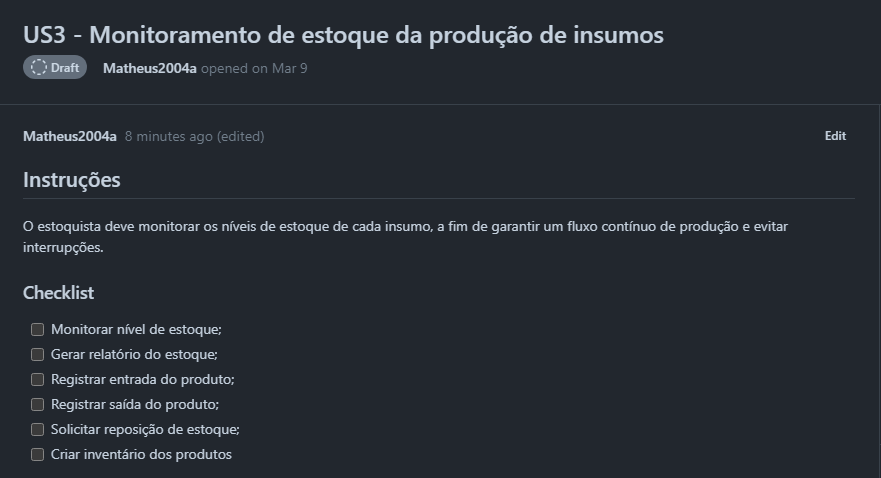 US3 - Monitoramento de estoque da produção de insumos
Draft Matheus2004a opened on Mar 9
Matheus2004a 8 minutes ago (edited) Edit
Instruções
O estoquista deve monitorar os níveis de estoque de cada insumo, a fim de garantir um fluxo contínuo de produção e evitar
interrupções.
Checklist
Monitorar nível de estoque;
Gerar relatório do estoque;
Registrar entrada do produto;
Registrar saída do produto;
Solicitar reposição de estoque;
Criar inventário dos produtos